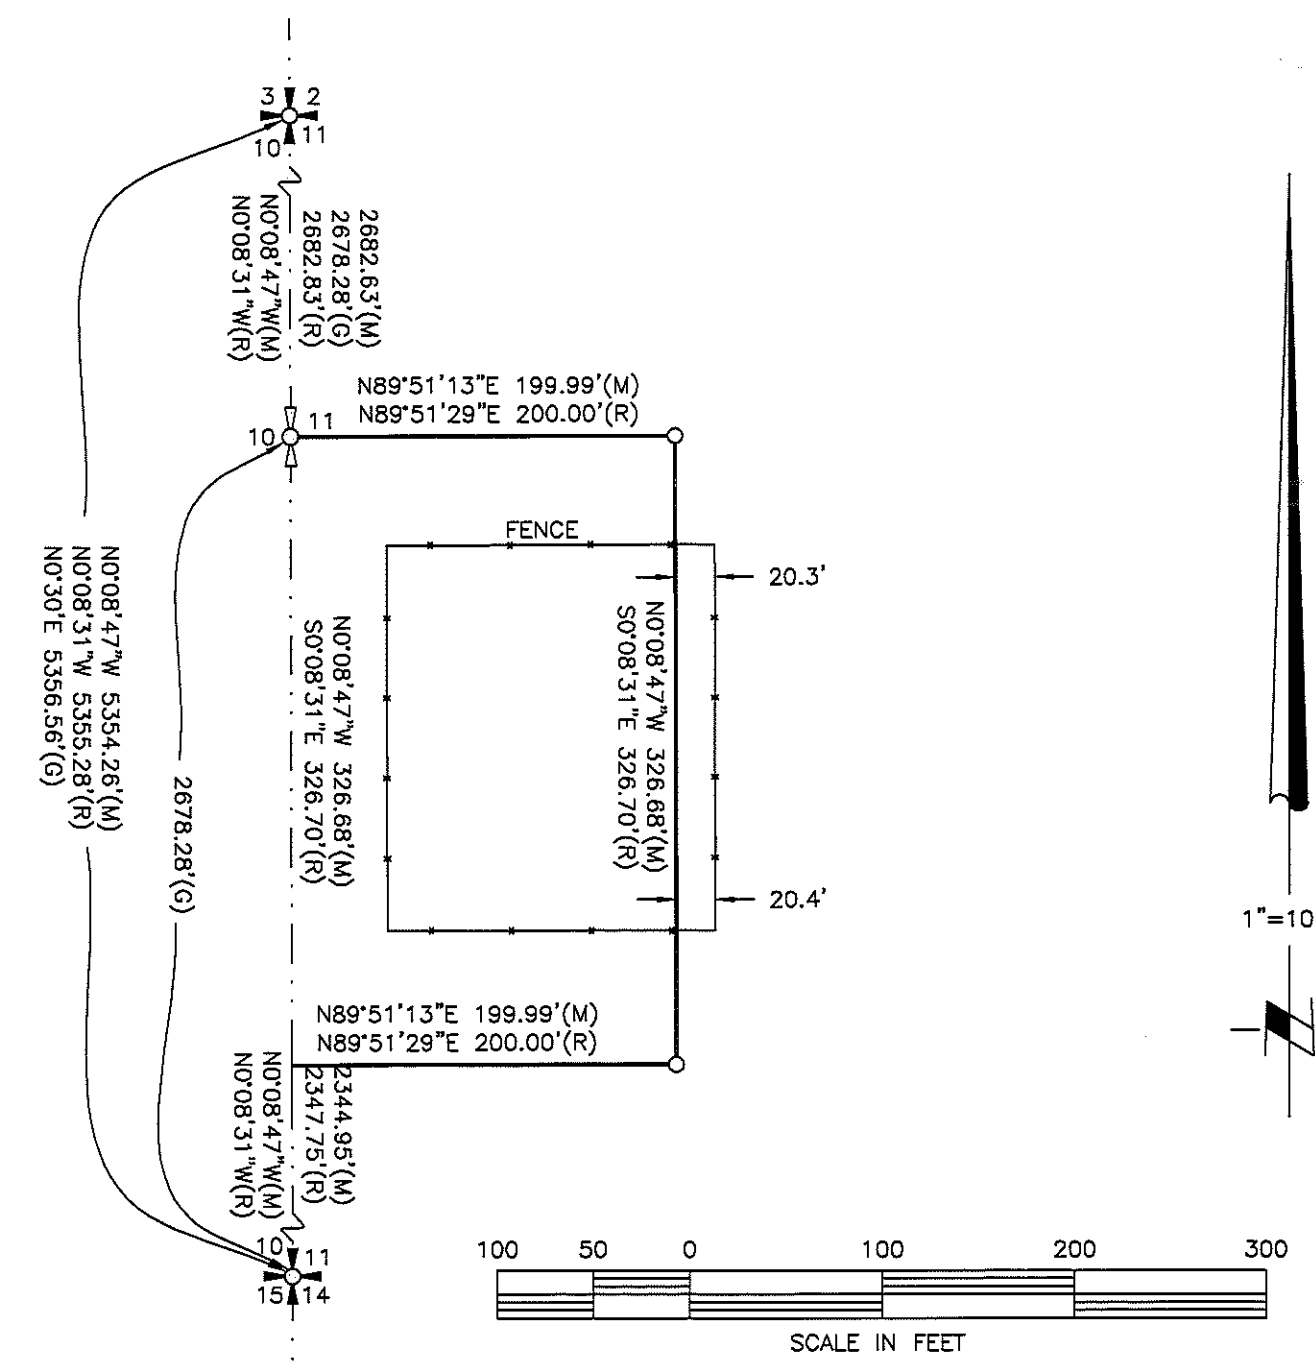 3 2
10 11
2682.63'(M)
2678.28'(G)
2682.83'(R)
N0°08'47"W(M)
N0°08'31"W(R)
N89°51'13"E 199.99'(M)
N89°51'29"E 200.00'(R)
10 11
FENCE
20.3'
N0°08'47"W 326.68'(M)
S0°08'31"E 326.70'(R)
N0°08'47"W 326.68'(M)
S0°08'31"E 326.70'(R)
N0°08'47"W 5354.26'(M)
N0°08'31"W 5355.28'(R)
N0°30'E 5356.56'(G)
2678.28'(G)
20.4'
1"=10
N89°51'13"E 199.99'(M)
N89°51'29"E 200.00'(R)
2344.95'(M)
2347.75'(R)
N0°08'47"W(M)
N0°08'31"W(R)
10 11
15 14
100 50 0 100 200 300
SCALE IN FEET